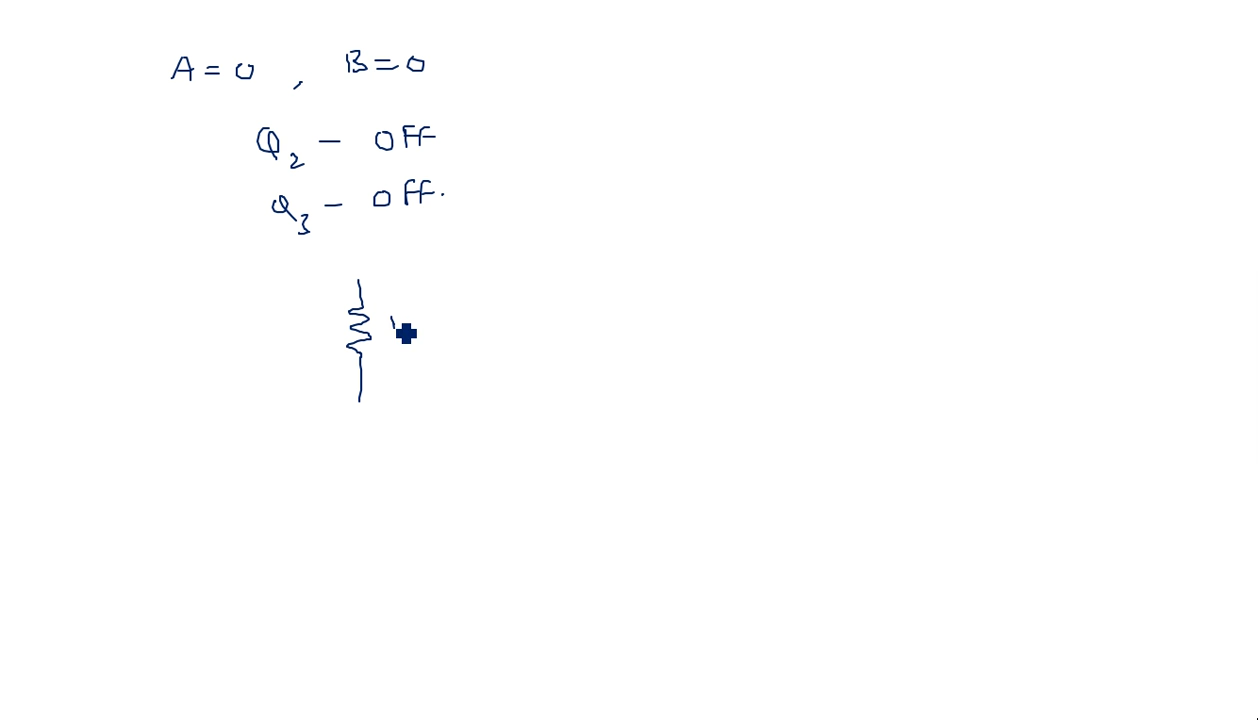 A = 0 , B = 0
Q2 - OFF
Q3 - OFF.